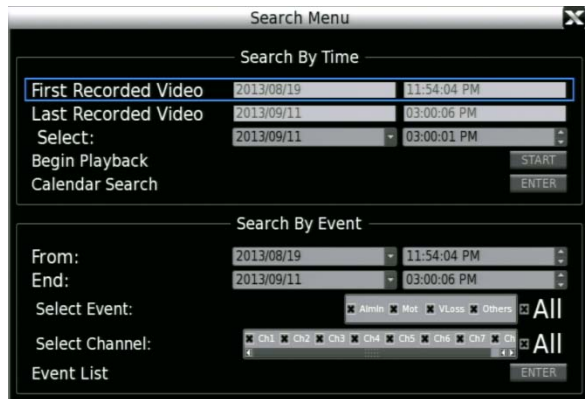 Search Menu
Search By Time
First Recorded Video 2013/08/19 11:54:04 PM
Last Recorded Video 2013/09/11 03:00:06 PM
Select: 2013/09/11 03:00:01 PM
Begin Playback START
Calendar Search ENTER
Search By Event
From: 2013/08/19 11:54:04 PM
End: 2013/09/11 03:00:06 PM
Select Event: Almin Mot VLoss Others All
Select Channel: Ch1 Ch2 Ch3 Ch4 Ch5 Ch6 Ch7 Ch All
Event List ENTER